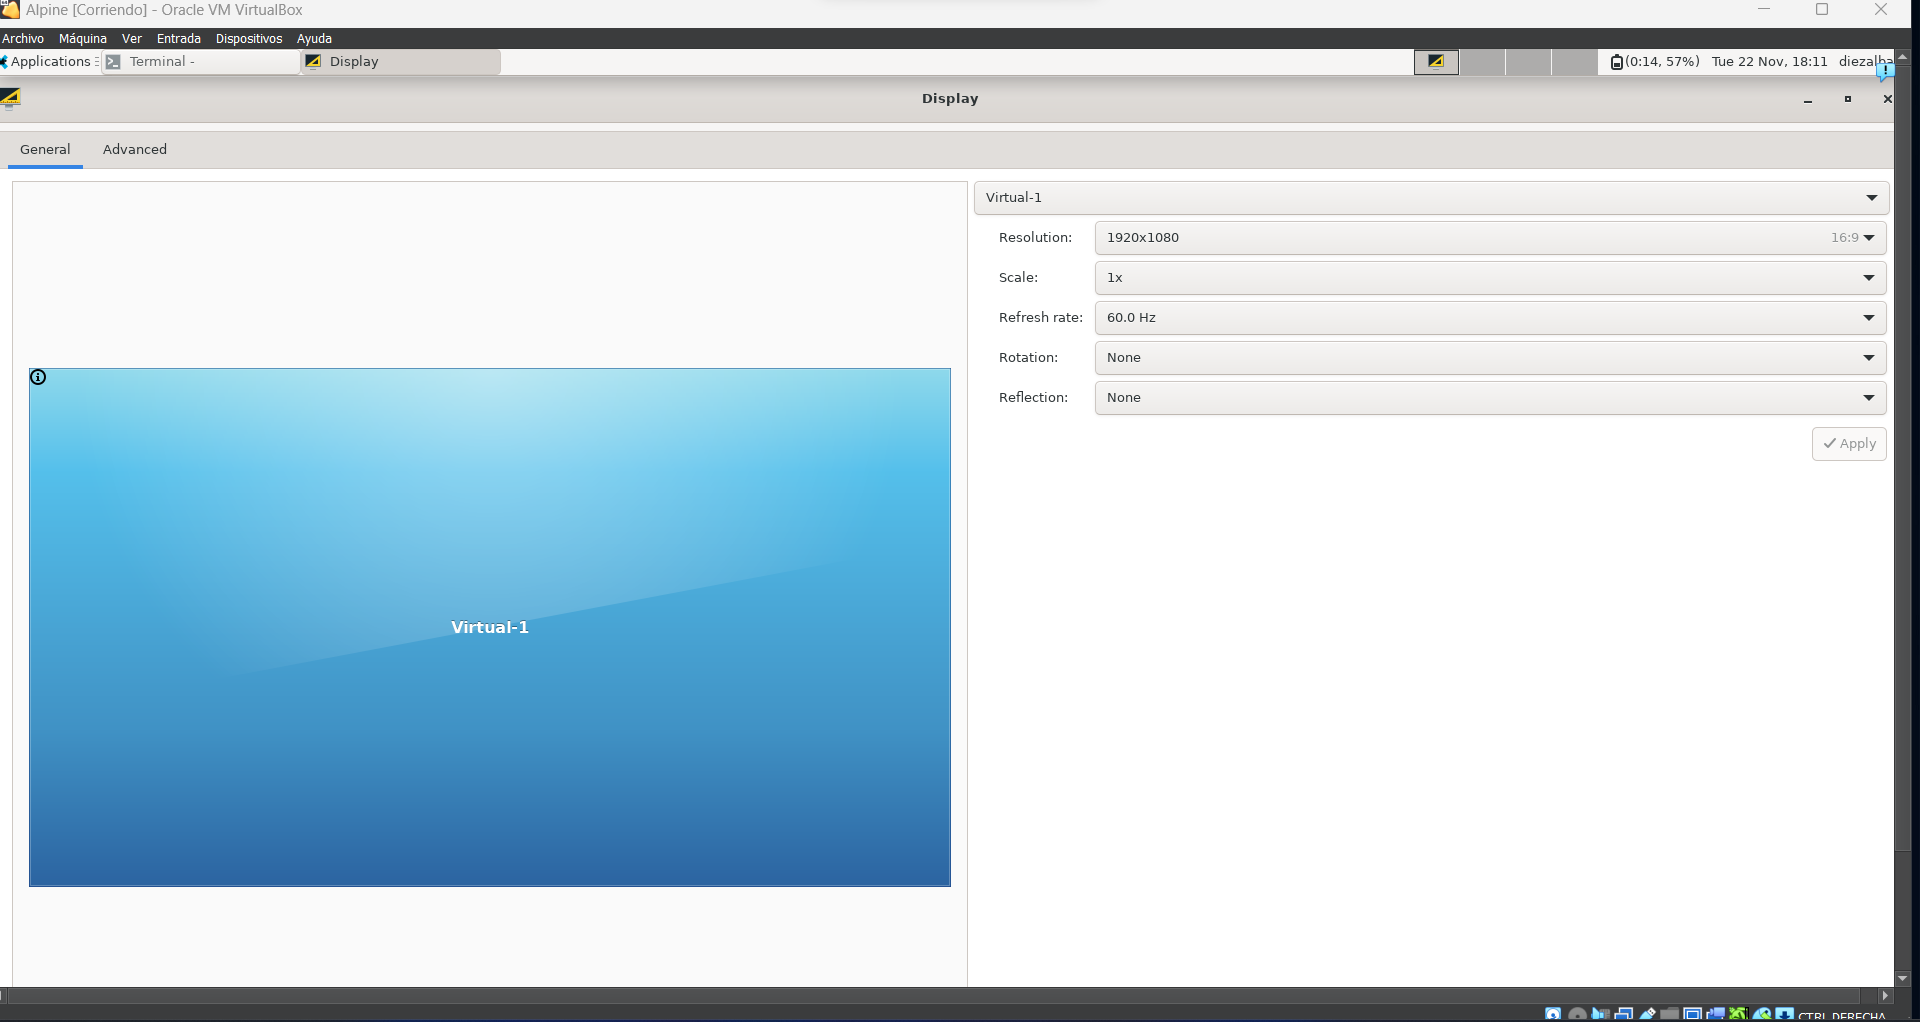 Alpine [Corriendo] - Oracle VM VirtualBox
Archivo Máquina Ver Entrada Dispositivos Ayuda
Applications Terminal - Display (0:14, 57%) Tue 22 Nov, 18:11 diezalba
Display
General Advanced
Virtual-1
Resolution: 1920x1080 16:9
Scale: 1x
Refresh rate: 60.0 Hz
Rotation: None
Reflection: None
Apply
Virtual-1
CTRL DERECHA